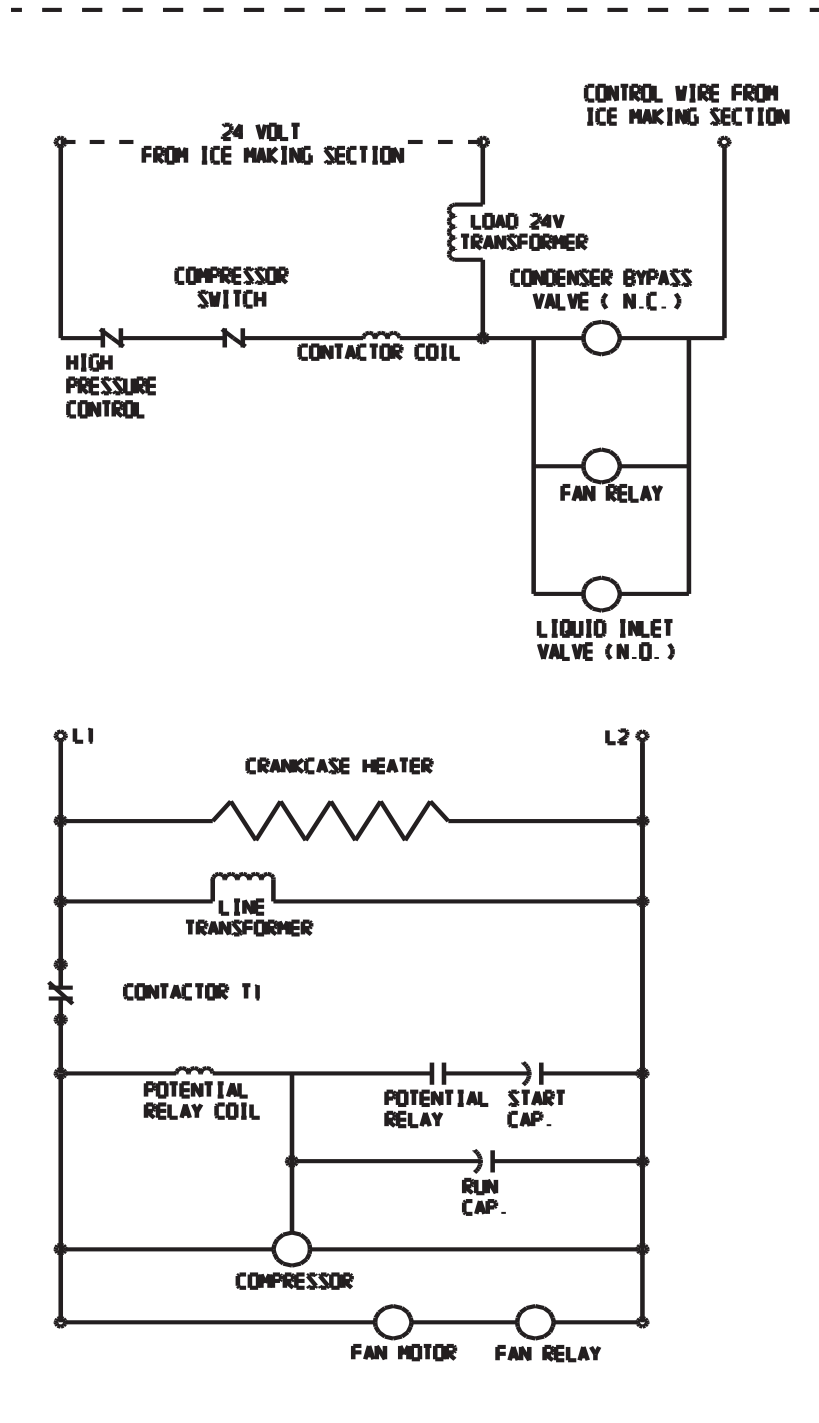 CONTROL WIRE FROM
ICE MAKING SECTION
24 VOLT
FROM ICE MAKING SECTION
LOAD 24V
TRANSFORMER
COMPRESSOR
SWITCH
CONDENSER BYPASS
VALVE ( N.C. )
CONTACTOR COIL
HIGH
PRESSURE
CONTROL
FAN RELAY
LIQUID INLET
VALVE (N.O. )
L1
L2
CRANKCASE HEATER
LINE
TRANSFORMER
CONTACTOR T1
POTENTIAL
RELAY COIL
POTENTIAL
RELAY
START
CAP.
RUN
CAP.
COMPRESSOR
FAN MOTOR
FAN RELAY